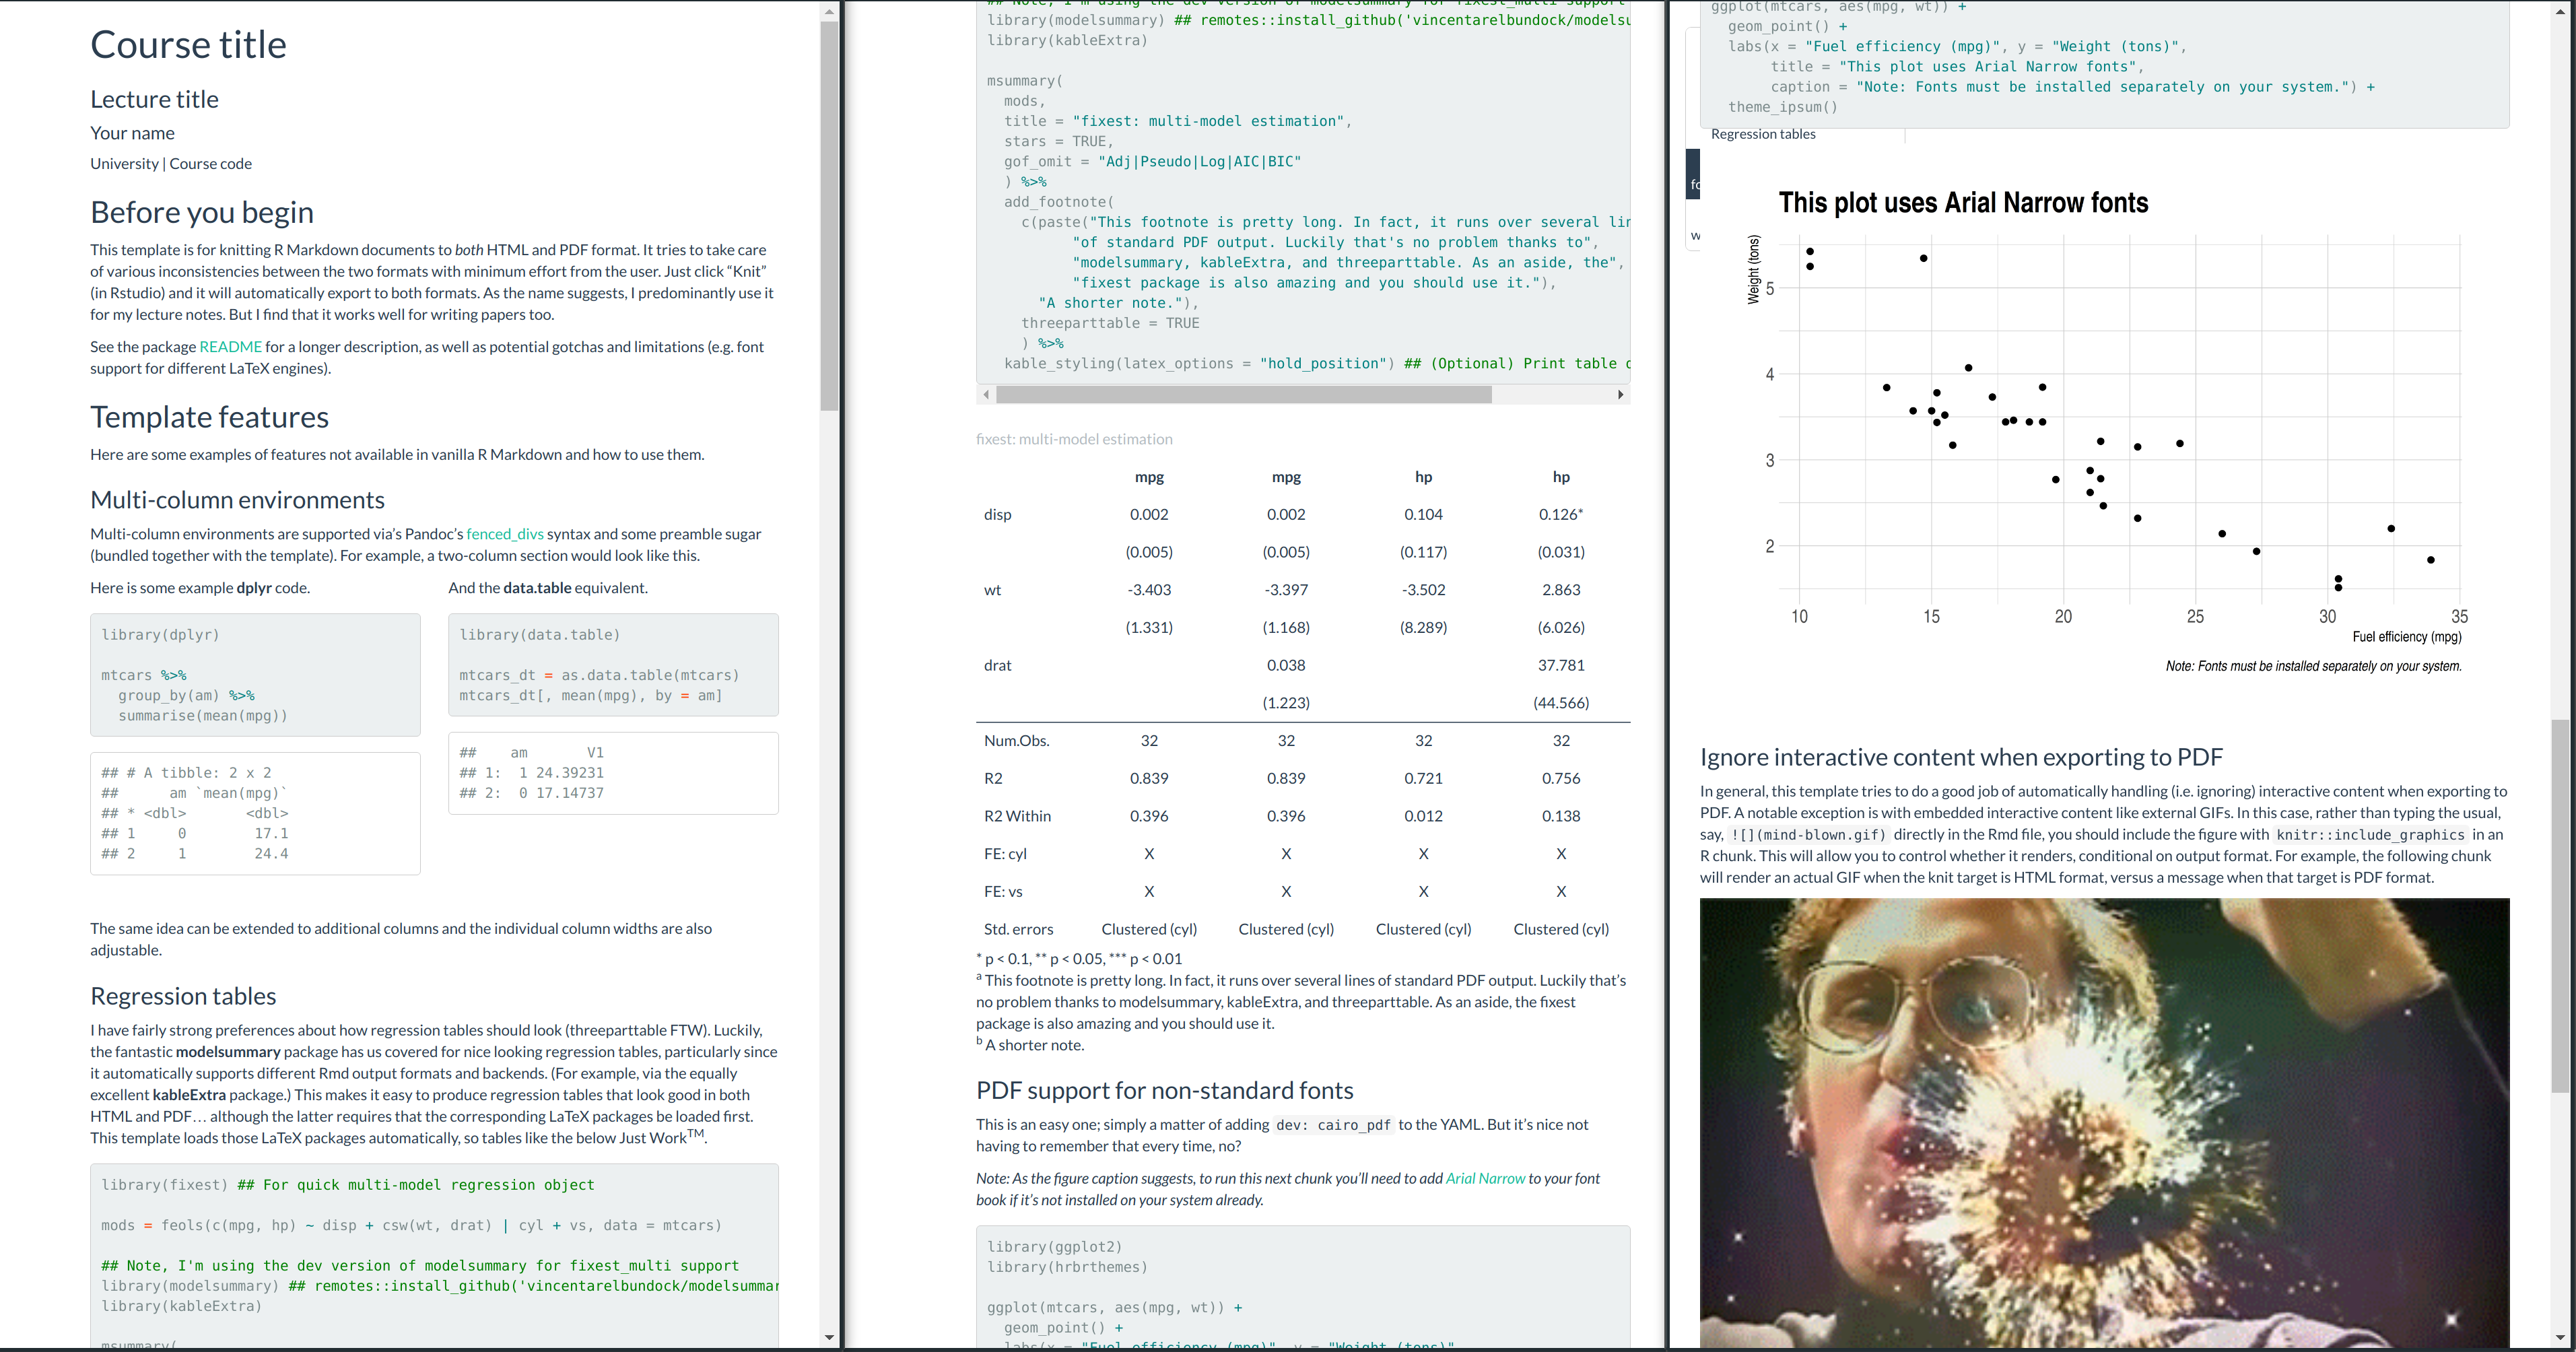 Course title
Lecture title
Your name
University | Course code
Before you begin
This template is for knitting R Markdown documents to both HTML and PDF format. It tries to take care
of various inconsistencies between the two formats with minimum effort from the user. Just click “Knit”
(in Rstudio) and it will automatically export to both formats. As the name suggests, I predominantly use it
for my lecture notes. But I find that it works well for writing papers too.
See the package README for a longer description, as well as potential gotchas and limitations (e.g. font
support for different LaTeX engines).
Template features
Here are some examples of features not available in vanilla R Markdown and how to use them.
Multi-column environments
Multi-column environments are supported via’s Pandoc’s fenced_divs syntax and some preamble sugar
(bundled together with the template). For example, a two-column section would look like this.
Here is some example dplyr code.
library(dplyr)
mtcars %>%
group_by(am) %>%
summarise(mean(mpg))
## # A tibble: 2 x 2
## am `mean(mpg)`
## * <dbl> <dbl>
## 1 0 17.1
## 2 1 24.4
And the data.table equivalent.
library(data.table)
mtcars_dt = as.data.table(mtcars)
mtcars_dt[, mean(mpg), by = am]
## am V1
## 1: 1 24.39231
## 2: 0 17.14737
The same idea can be extended to additional columns and the individual column widths are also
adjustable.
Regression tables
I have fairly strong preferences about how regression tables should look (threeparttable FTW). Luckily,
the fantastic modelsummary package has us covered for nice looking regression tables, particularly since
it automatically supports different Rmd output formats and backends. (For example, via the equally
excellent kableExtra package.) This makes it easy to produce regression tables that look good in both
HTML and PDF… although the latter requires that the corresponding LaTeX packages be loaded first.
This template loads those LaTeX packages automatically, so tables like the below Just Work™.
library(fixest) ## For quick multi-model regression object
mods = feols(c(mpg, hp) ~ disp + csw(wt, drat) | cyl + vs, data = mtcars)
## Note, I'm using the dev version of modelsummary for fixest_multi support
library(modelsummary) ## remotes::install_github('vincentarelbundock/modelsummar
library(kableExtra)
msummary(
## Note, I'm using the dev version of modelsummary for fixest_multi support
library(modelsummary) ## remotes::install_github('vincentarelbundock/modelsu
library(kableExtra)
msummary(
mods,
title = "fixest: multi-model estimation",
stars = TRUE,
gof_omit = "Adj|Pseudo|Log|AIC|BIC"
) %>%
add_footnote(
c(paste("This footnote is pretty long. In fact, it runs over several lin
"of standard PDF output. Luckily that's no problem thanks to",
"modelsummary, kableExtra, and threeparttable. As an aside, the",
"fixest package is also amazing and you should use it."),
"A shorter note."),
threeparttable = TRUE
) %>%
kable_styling(latex_options = "hold_position") ## (Optional) Print table o
fixest: multi-model estimation
mpg mpg hp hp
disp 0.002 0.002 0.104 0.126*
(0.005) (0.005) (0.117) (0.031)
wt -3.403 -3.397 -3.502 2.863
(1.331) (1.168) (8.289) (6.026)
drat 0.038 37.781
(1.223) (44.566)
Num.Obs. 32 32 32 32
R2 0.839 0.839 0.721 0.756
R2 Within 0.396 0.396 0.012 0.138
FE: cyl X X X X
FE: vs X X X X
Std. errors Clustered (cyl) Clustered (cyl) Clustered (cyl) Clustered (cyl)
* p < 0.1, ** p < 0.05, *** p < 0.01
a This footnote is pretty long. In fact, it runs over several lines of standard PDF output. Luckily that’s
no problem thanks to modelsummary, kableExtra, and threeparttable. As an aside, the fixest
package is also amazing and you should use it.
b A shorter note.
PDF support for non-standard fonts
This is an easy one; simply a matter of adding dev: cairo_pdf to the YAML. But it’s nice not
having to remember that every time, no?
Note: As the figure caption suggests, to run this next chunk you’ll need to add Arial Narrow to your font
book if it’s not installed on your system already.
library(ggplot2)
library(hrbrthemes)
ggplot(mtcars, aes(mpg, wt)) +
geom_point() +
labs(x = "Fuel efficiency (mpg)", y = "Weight (tons)",
ggplot(mtcars, aes(mpg, wt)) +
geom_point() +
labs(x = "Fuel efficiency (mpg)", y = "Weight (tons)",
title = "This plot uses Arial Narrow fonts",
caption = "Note: Fonts must be installed separately on your system.") +
theme_ipsum()
Regression tables
fo
w
This plot uses Arial Narrow fonts
Weight (tons)
5
4
3
2
10 15 20 25 30 35
Fuel efficiency (mpg)
Note: Fonts must be installed separately on your system.
Ignore interactive content when exporting to PDF
In general, this template tries to do a good job of automatically handling (i.e. ignoring) interactive content when exporting to
PDF. A notable exception is with embedded interactive content like external GIFs. In this case, rather than typing the usual,
say, ![](mind-blown.gif) directly in the Rmd file, you should include the figure with knitr::include_graphics in an
R chunk. This will allow you to control whether it renders, conditional on output format. For example, the following chunk
will render an actual GIF when the knit target is HTML format, versus a message when that target is PDF format.